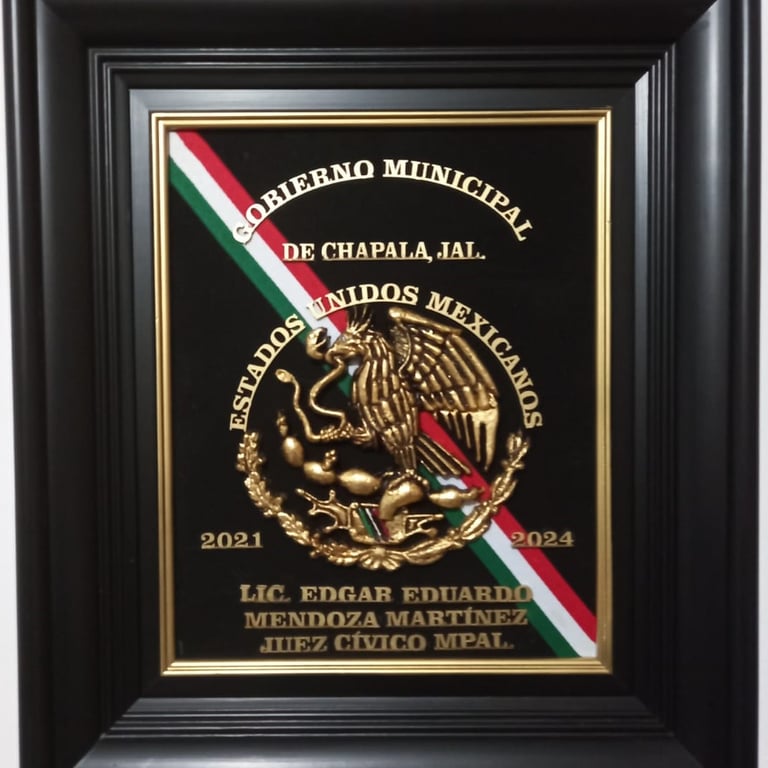 GOBIERNO MUNICIPAL
DE CHAPALA, JAL.
ESTADOS UNIDOS MEXICANOS
2021 2024
LIC. EDGAR EDUARDO
MENDOZA MARTÍNEZ
JUEZ CÍVICO MPAL.